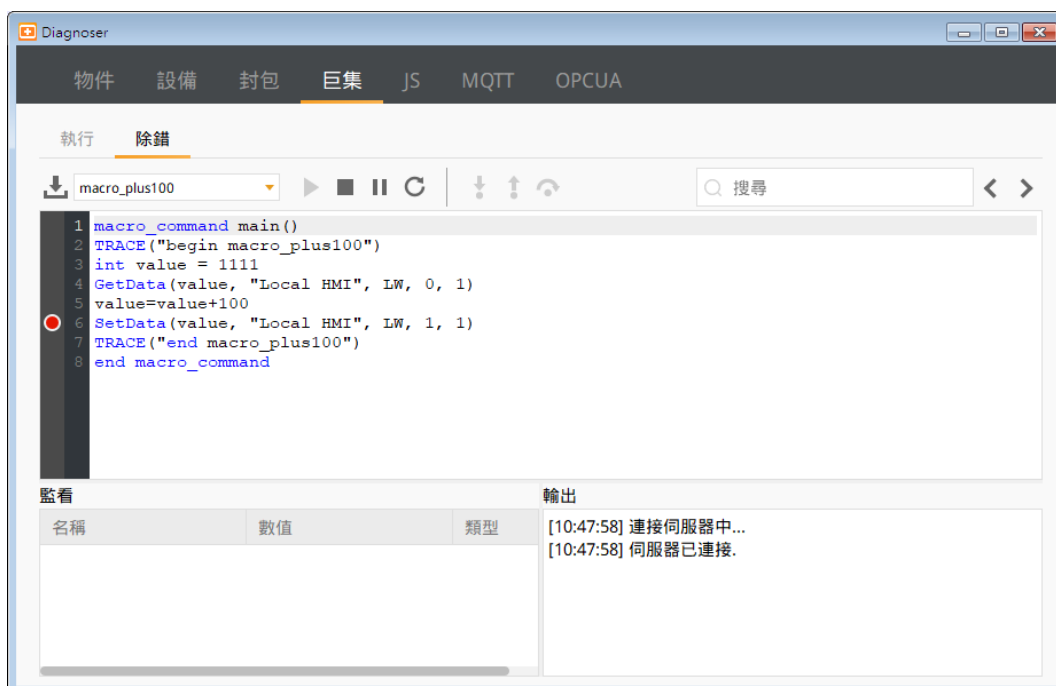 Diagnoser
物件 設備 封包 巨集 JS MQTT OPCUA
執行 除錯
macro_plus100 搜尋
1 macro_command main()
2 TRACE("begin macro_plus100")
3 int value = 1111
4 GetData(value, "Local HMI", LW, 0, 1)
5 value=value+100
6 SetData(value, "Local HMI", LW, 1, 1)
7 TRACE("end macro_plus100")
8 end macro_command
監看 輸出
名稱 數值 類型
[10:47:58] 連接伺服器中...
[10:47:58] 伺服器已連接.